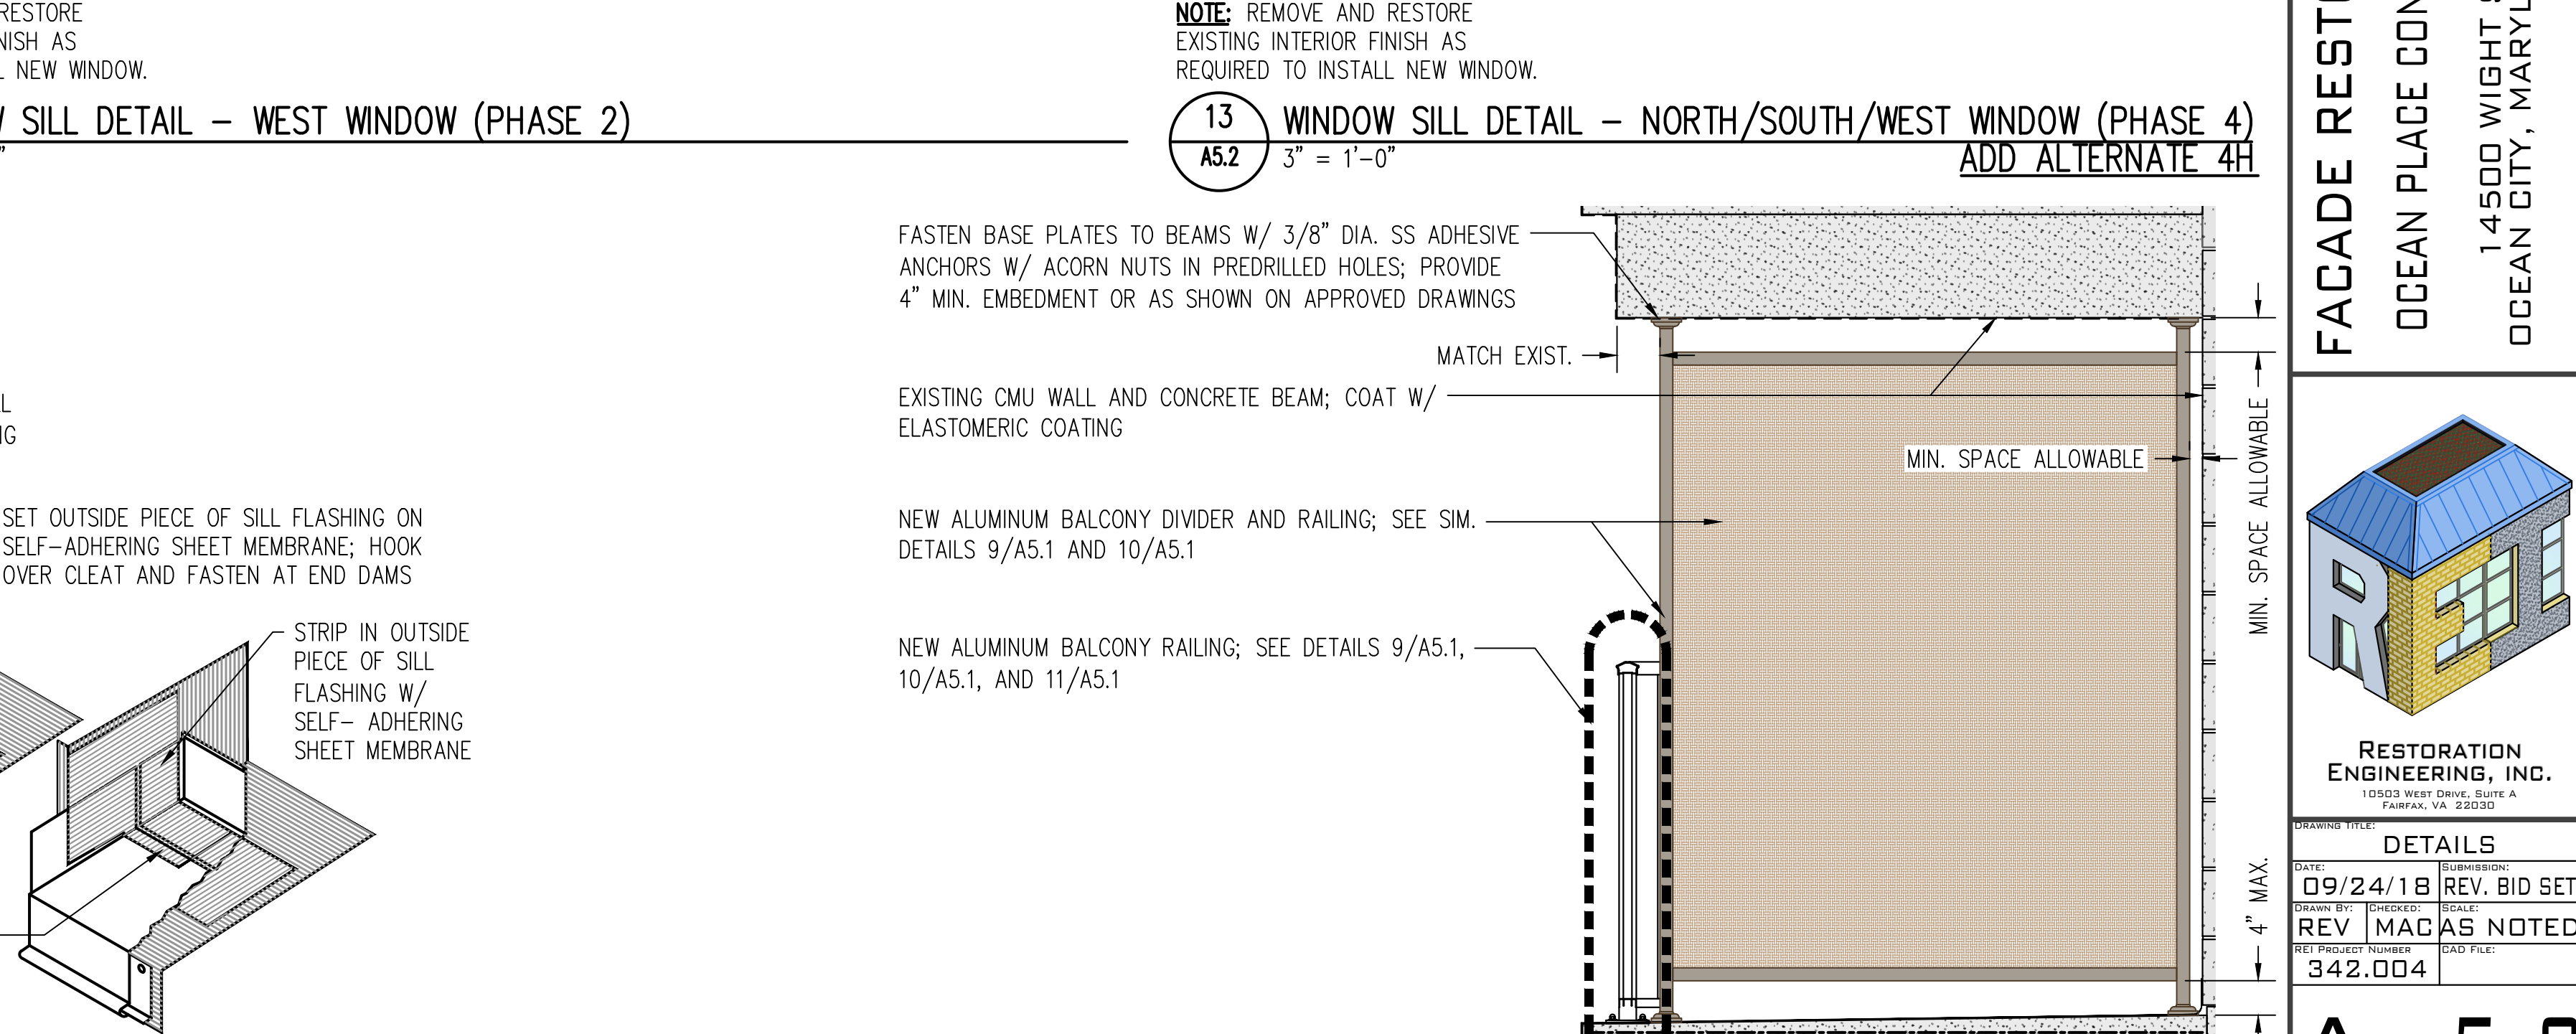 RESTORE
NISH AS
NEW WINDOW.
SILL DETAIL – WEST WINDOW (PHASE 2)
NOTE: REMOVE AND RESTORE
EXISTING INTERIOR FINISH AS
REQUIRED TO INSTALL NEW WINDOW.
13
A5.2
WINDOW SILL DETAIL – NORTH/SOUTH/WEST WINDOW (PHASE 4)
3" = 1'-0"
ADD ALTERNATE 4H
SET OUTSIDE PIECE OF SILL FLASHING ON
SELF-ADHERING SHEET MEMBRANE; HOOK
OVER CLEAT AND FASTEN AT END DAMS
STRIP IN OUTSIDE
PIECE OF SILL
FLASHING W/
SELF- ADHERING
SHEET MEMBRANE
FASTEN BASE PLATES TO BEAMS W/ 3/8" DIA. SS ADHESIVE
ANCHORS W/ ACORN NUTS IN PREDRILLED HOLES; PROVIDE
4" MIN. EMBEDMENT OR AS SHOWN ON APPROVED DRAWINGS
MATCH EXIST.
EXISTING CMU WALL AND CONCRETE BEAM; COAT W/
ELASTOMERIC COATING
MIN. SPACE ALLOWABLE
NEW ALUMINUM BALCONY DIVIDER AND RAILING; SEE SIM.
DETAILS 9/A5.1 AND 10/A5.1
NEW ALUMINUM BALCONY RAILING; SEE DETAILS 9/A5.1,
10/A5.1, AND 11/A5.1
MIN. SPACE ALLOWABLE
4" MAX.
FACADE RESTO
OCEAN PLACE CON
14500 WIGHT
OCEAN CITY, MARYL
REI
RESTORATION
ENGINEERING, INC.
10503 WEST DRIVE, SUITE A
FAIRFAX, VA 22030
DRAWING TITLE:
DETAILS
DATE:
09/24/18
SUBMISSION:
REV. BID SET
DRAWN BY:
REV
CHECKED:
MAC
SCALE:
AS NOTED
REI PROJECT NUMBER
342.004
CAD FILE: